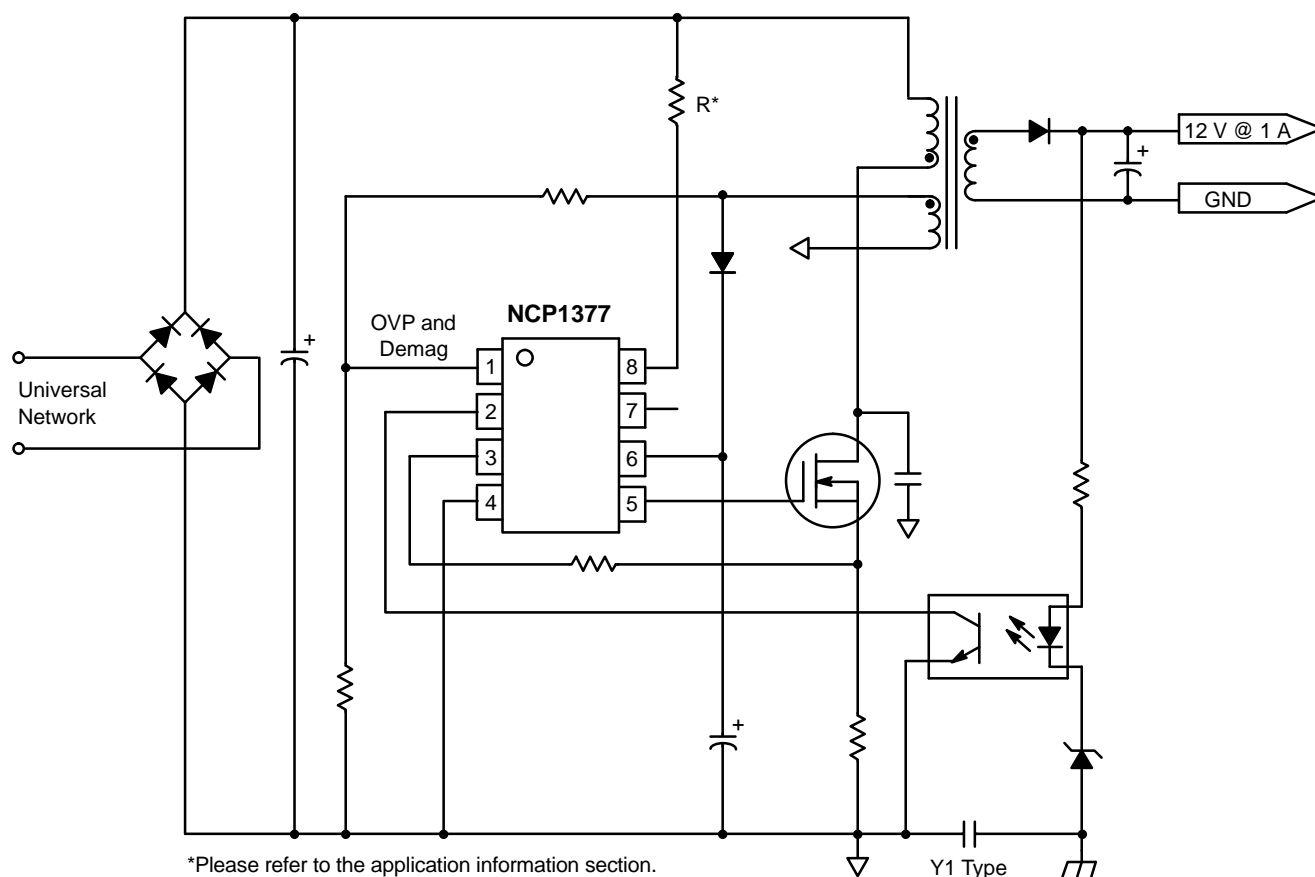 R*
+
12 V @ 1 A
GND
+
NCP1377
OVP and
Demag
1
8
2
7
3
6
4
5
+
Universal
Network
+
*Please refer to the application information section.
Y1 Type